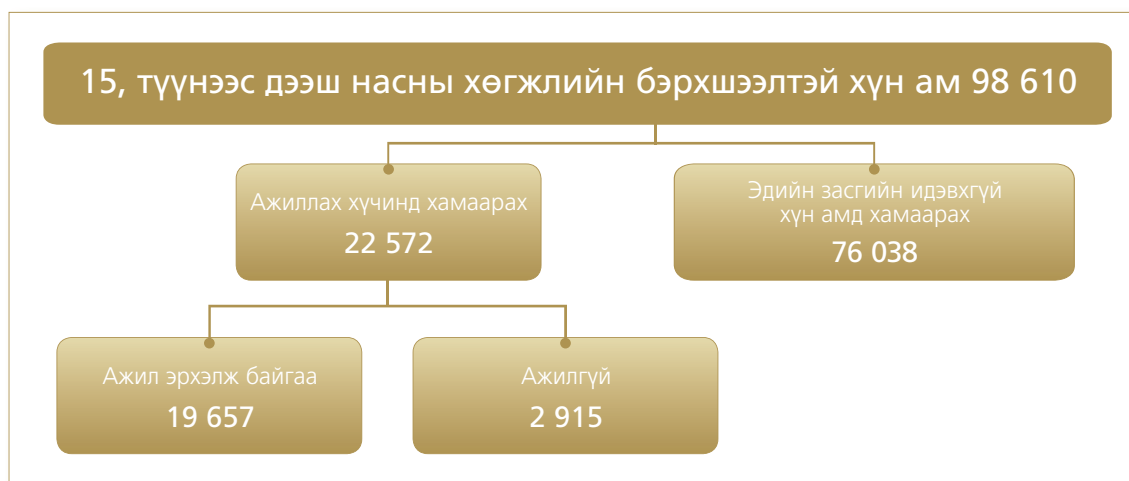 15, түүнээс дээш насны хөгжлийн бэрхшээлтэй хүн ам 98 610
Ажиллах хүчинд хамаарах
22 572
Эдийн засгийн идэвхгүй
хүн амд хамаарах
76 038
Ажил эрхэлж байгаа
19 657
Ажилгүй
2 915